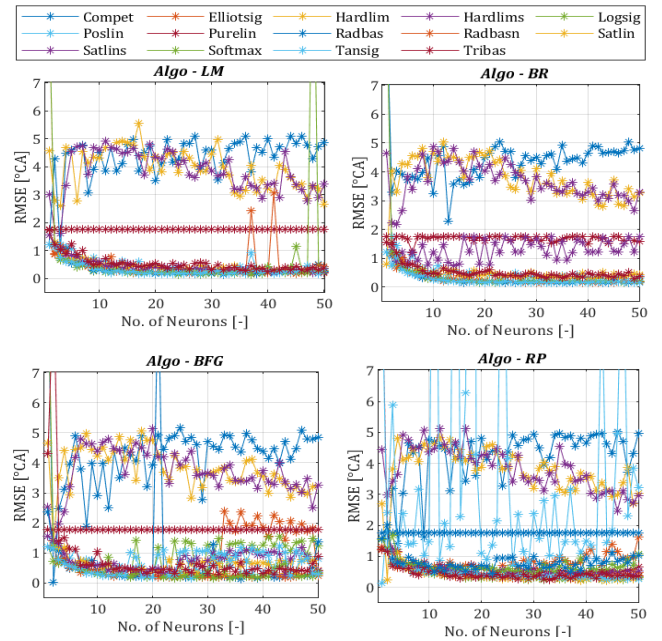 Compet Elliotsig Hardlim Hardlims Logsig
Poslin Purelin Radbas Radbasn Satlin
Satlins Softmax Tansig Tribas
Algo - LM
7
6
5
4
3
2
1
0
RMSE [°CA]
10 20 30 40 50
No. of Neurons [-]
Algo - BR
7
6
5
4
3
2
1
0
RMSE [°CA]
10 20 30 40 50
No. of Neurons [-]
Algo - BFG
7
6
5
4
3
2
1
0
RMSE [°CA]
10 20 30 40 50
No. of Neurons [-]
Algo - RP
7
6
5
4
3
2
1
0
RMSE [°CA]
10 20 30 40 50
No. of Neurons [-]